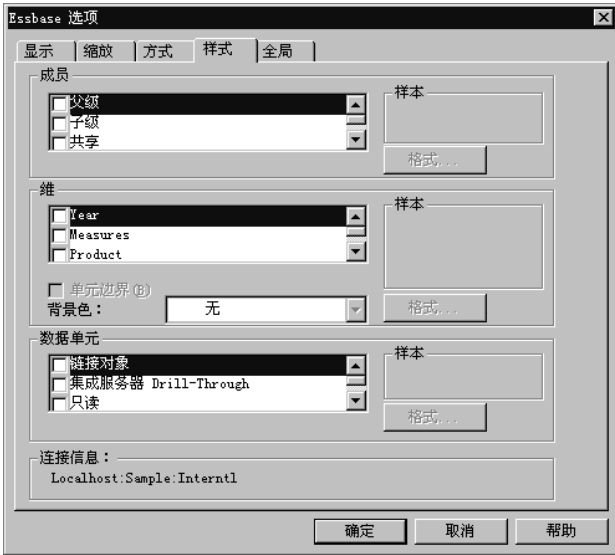 Essbase 选项
显示 缩放 方式 样式 全局
成员
父级
子级
共享
样本
格式...
维
Year
Measures
Product
样本
单元边界(B)
背景色： 无
格式...
数据单元
链接对象
集成服务器 Drill-Through
只读
样本
格式...
连接信息：
Localhost:Sample:Interntl
确定 取消 帮助